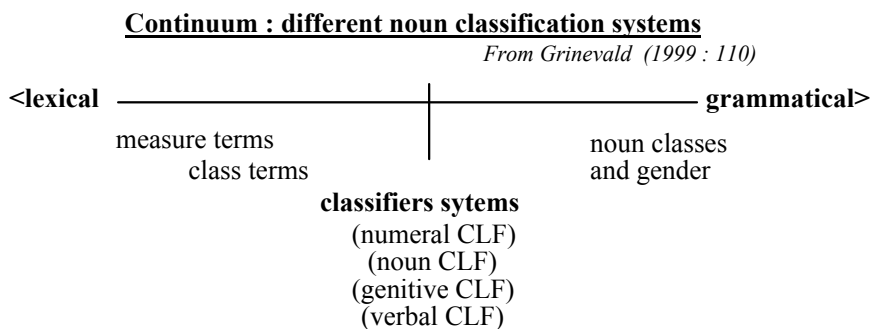 Continuum : different noun classification systems
From Grinevald (1999 : 110)
<lexical grammatical>
measure terms
class terms
noun classes
and gender
classifiers sytems
(numeral CLF)
(noun CLF)
(genitive CLF)
(verbal CLF)